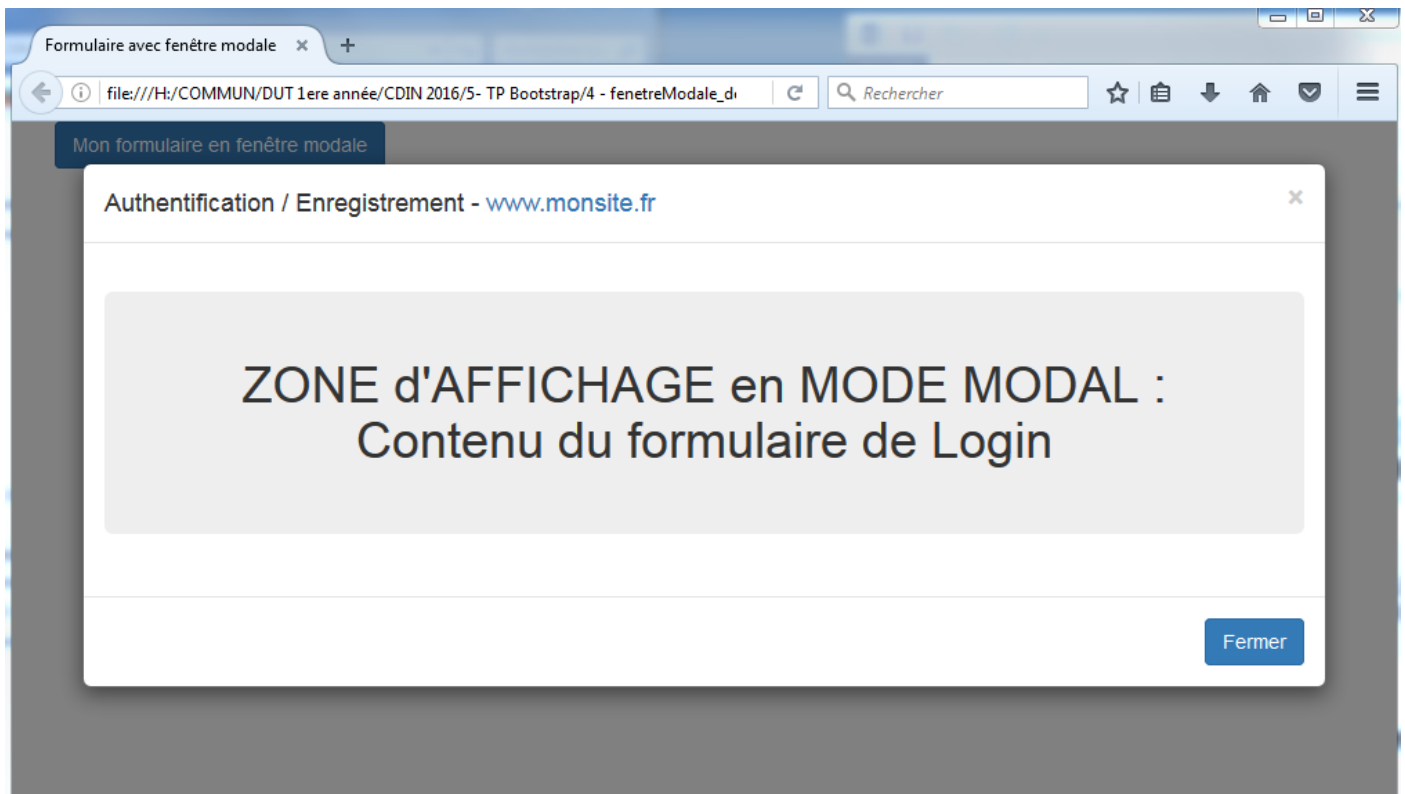 Formulaire avec fenêtre modale
file:///H:/COMMUN/DUT 1ere année/CDIN 2016/5- TP Bootstrap/4 - fenetreModale_d
Rechercher
Mon formulaire en fenêtre modale
Authentification / Enregistrement - www.monsite.fr
ZONE d'AFFICHAGE en MODE MODAL :
Contenu du formulaire de Login
Fermer